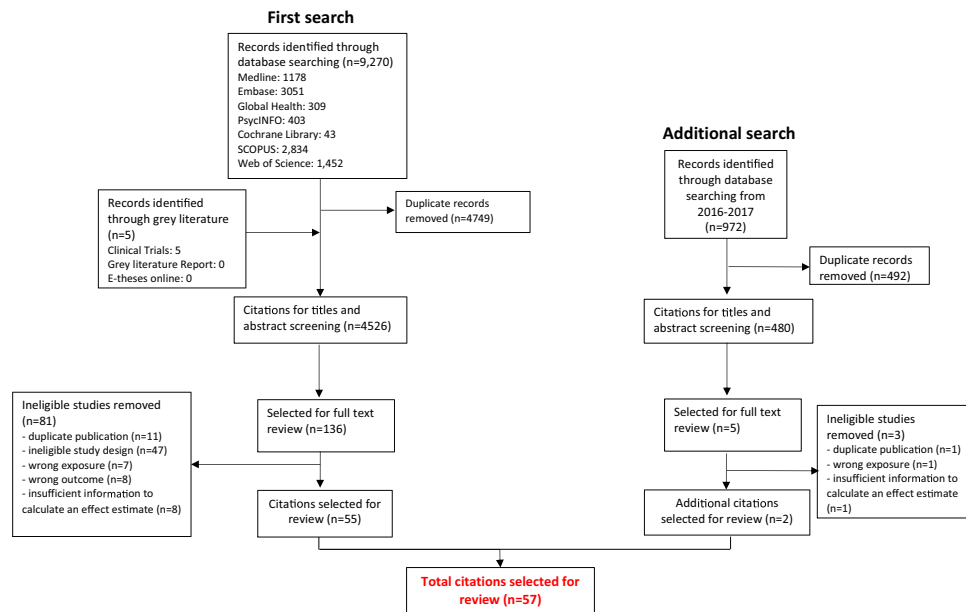 First search
Records identified through
database searching (n=9,270)
Medline: 1178
Embase: 3051
Global Health: 309
PsycINFO: 403
Cochrane Library: 43
SCOPUS: 2,834
Web of Science: 1,452
Records identified
through grey literature
(n=5)
Clinical Trials: 5
Grey literature Report: 0
E-theses online: 0
Duplicate records
removed (n=4749)
Citations for titles and
abstract screening (n=4526)
Selected for full text
review (n=136)
Ineligible studies removed
(n=81)
- duplicate publication (n=11)
- ineligible study design (n=47)
- wrong exposure (n=7)
- wrong outcome (n=8)
- insufficient information to
calculate an effect estimate (n=8)
Citations selected for
review (n=55)
Additional search
Records identified
through database
searching from
2016-2017
(n=972)
Duplicate records
removed (n=492)
Citations for titles and
abstract screening (n=480)
Selected for full text
review (n=5)
Ineligible studies
removed (n=3)
- duplicate publication (n=1)
- wrong exposure (n=1)
- insufficient information to
calculate an effect estimate
(n=1)
Additional citations
selected for review (n=2)
Total citations selected for
review (n=57)